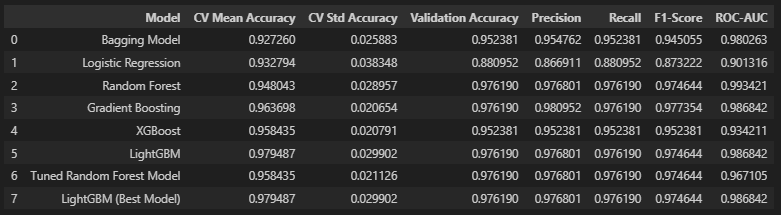 Model CV Mean Accuracy CV Std Accuracy Validation Accuracy Precision Recall F1-Score ROC-AUC
0 Bagging Model 0.927260 0.025883 0.952381 0.954762 0.952381 0.945055 0.980263
1 Logistic Regression 0.932794 0.038348 0.880952 0.866911 0.880952 0.873222 0.901316
2 Random Forest 0.948043 0.028957 0.976190 0.976801 0.976190 0.974644 0.993421
3 Gradient Boosting 0.963698 0.020654 0.976190 0.980952 0.976190 0.977354 0.986842
4 XGBoost 0.958435 0.020791 0.952381 0.952381 0.952381 0.952381 0.934211
5 LightGBM 0.979487 0.029902 0.976190 0.976801 0.976190 0.974644 0.986842
6 Tuned Random Forest Model 0.958435 0.021126 0.976190 0.976801 0.976190 0.974644 0.967105
7 LightGBM (Best Model) 0.979487 0.029902 0.976190 0.976801 0.976190 0.974644 0.986842